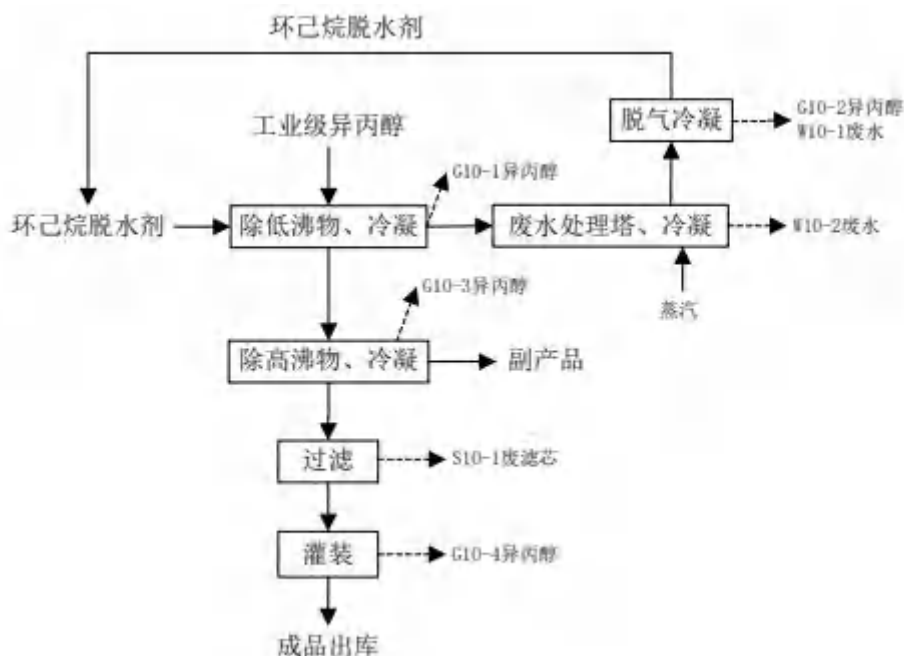 环己烷脱水剂
脱气冷凝
G10-2异丙醇
W10-1废水
工业级异丙醇
G10-1异丙醇
环己烷脱水剂
除低沸物、冷凝
废水处理塔、冷凝
W10-2废水
G10-3异丙醇
蒸汽
除高沸物、冷凝
副产品
过滤
S10-1废滤芯
灌装
G10-4异丙醇
成品出库